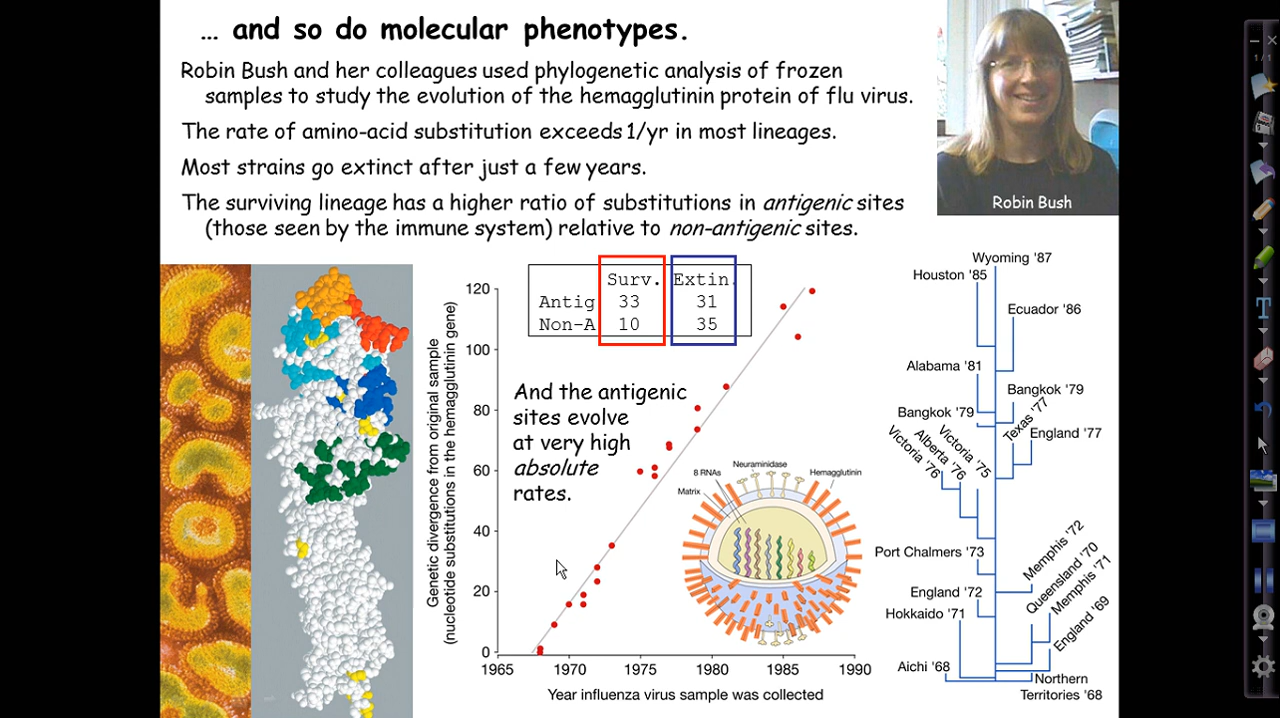 … and so do molecular phenotypes.
Robin Bush and her colleagues used phylogenetic analysis of frozen
samples to study the evolution of the hemagglutinin protein of flu virus.
The rate of amino-acid substitution exceeds 1/yr in most lineages.
Most strains go extinct after just a few years.
The surviving lineage has a higher ratio of substitutions in antigenic sites
(those seen by the immune system) relative to non-antigenic sites.
Robin Bush
1/1
Surv. Extin.
Antig 33 31
Non-A 10 35
And the antigenic
sites evolve
at very high
absolute
rates.
Genetic divergence from original sample
(nucleotide substitutions in the hemagglutinin gene)
120
100
80
60
40
20
0
1965 1970 1975 1980 1985 1990
Year influenza virus sample was collected
Neuraminidase
8 RNAs
Hemagglutinin
Matrix
Wyoming '87
Houston '85
Ecuador '86
Alabama '81
Bangkok '79
Bangkok '79
Texas '77
England '77
Victoria '75
Alberta '76
Victoria '76
Port Chalmers '73
Memphis '72
England '72
Queensland '70
Memphis '71
Hokkaido '71
England '69
Aichi '68
Northern
Territories '68